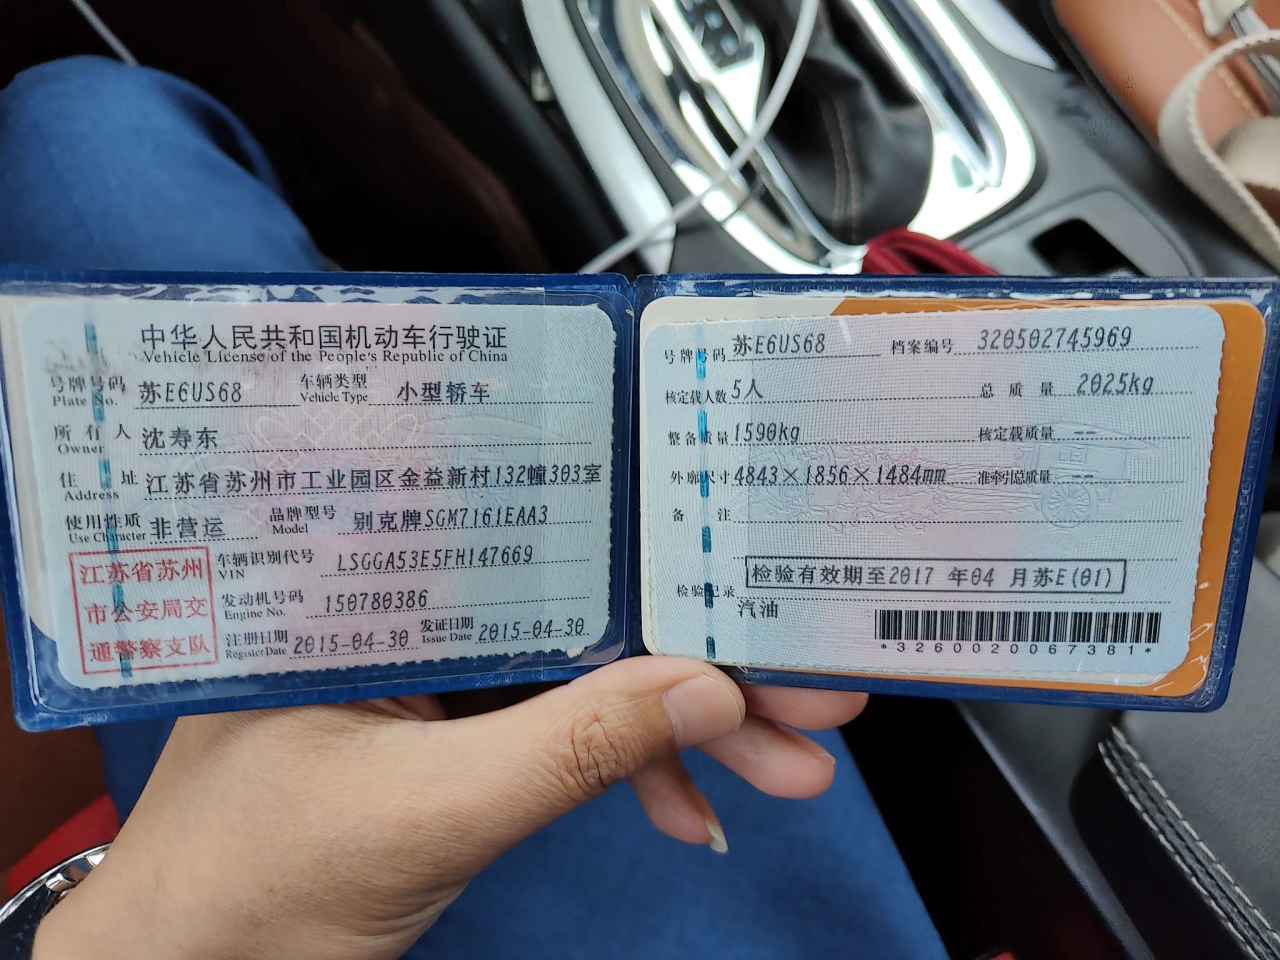 中华人民共和国机动车行驶证
Vehicle License of the People's Republic of China
号牌号码 苏E6US68 车辆类型 小型轿车
Plate No. Vehicle Type
所有人 沈寿东
Owner
住址 江苏省苏州市工业园区金益新村132幢303室
Address
使用性质 非营运 品牌型号 别克牌SGM7161EAA3
Use Character Model
江苏省苏州
市公安局交
通警察支队
车辆识别代号 LSGGA53E5FH147669
VIN
发动机号码 150780386
Engine No.
注册日期 2015-04-30 发证日期 2015-04-30
Register Date Issue Date
号牌号码 苏E6US68 档案编号 320502745969
核定载人数 5人 总质量 2025kg
整备质量 1590kg 核定载质量 --
外廓尺寸 4843×1856×1484mm 准牵引总质量 --
备注
检验有效期至2017 年04 月苏E(01)
检验记录
汽油
*3260020067381*